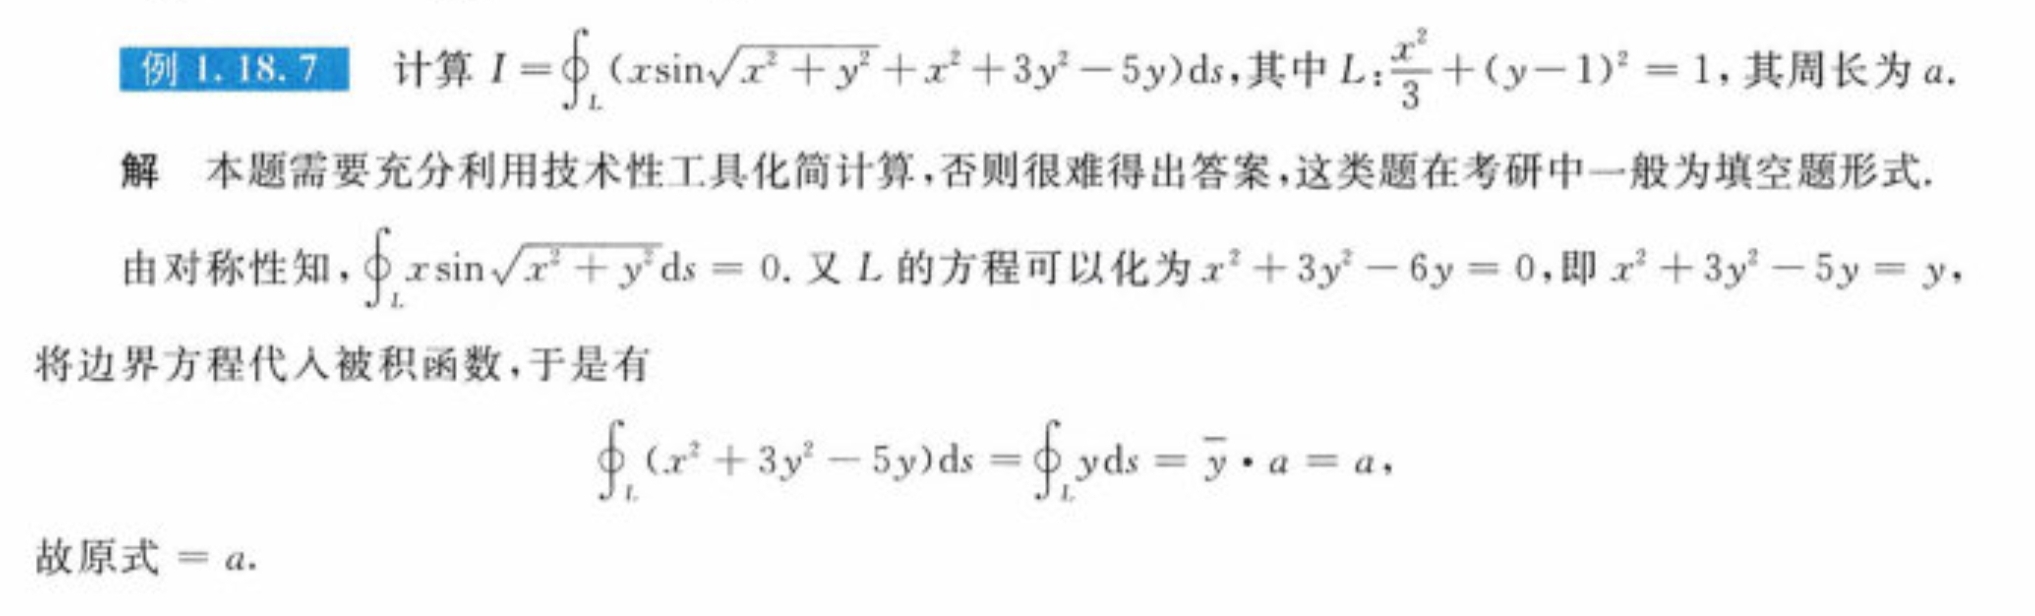 例 1.18.7 计算 $I=\oint_L (x\sin\sqrt{x^2+y^2}+x^2+3y^2-5y)\mathrm{d}s$,其中 $L:\frac{x^2}{3}+(y-1)^2=1$,其周长为 $a$.
解 本题需要充分利用技术性工具化简计算,否则很难得出答案,这类题在考研中一般为填空题形式.
由对称性知,$\oint_L x\sin\sqrt{x^2+y^2}\mathrm{d}s=0$. 又 $L$ 的方程可以化为 $x^2+3y^2-6y=0$,即 $x^2+3y^2-5y=y$,
将边界方程代入被积函数,于是有
$\oint_L (x^2+3y^2-5y)\mathrm{d}s=\oint_L y\mathrm{d}s=\overline{y}\cdot a=a$,
故原式 $=a$.